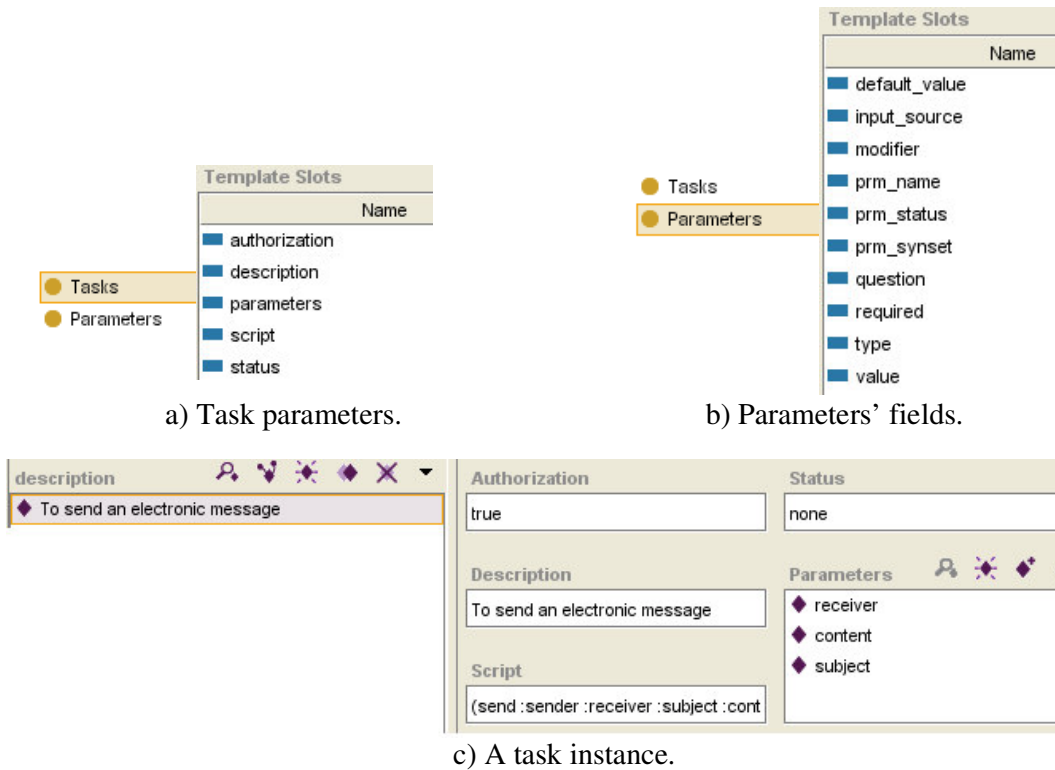 Template Slots
Name
authorization
description
parameters
script
status
Tasks
Parameters
a) Task parameters.
Template Slots
Name
default_value
input_source
modifier
prm_name
prm_status
prm_synset
question
required
type
value
Tasks
Parameters
b) Parameters’ fields.
description
To send an electronic message
Authorization
true
Status
none
Description
To send an electronic message
Parameters
receiver
content
subject
Script
(send :sender :receiver :subject :cont
c) A task instance.